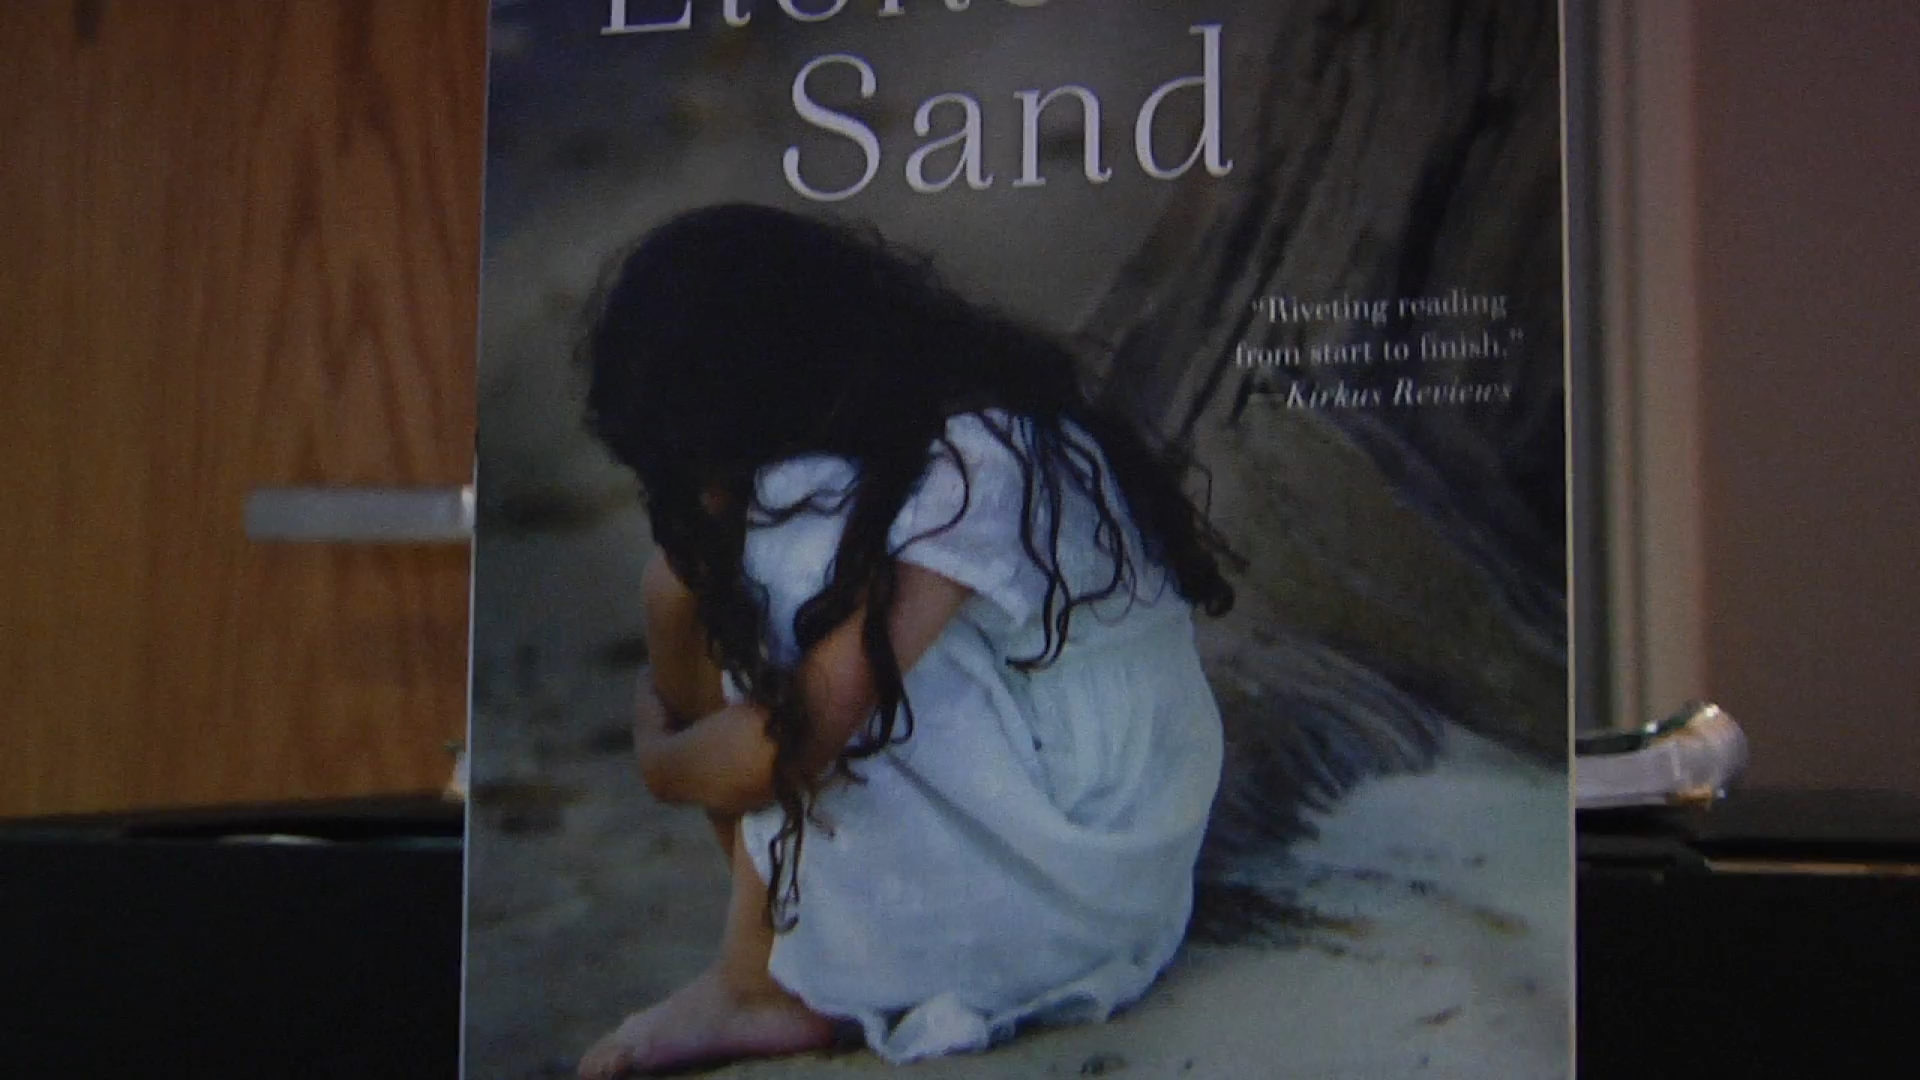 Sand
"Riveting reading
from start to finish."
—Kirkus Reviews